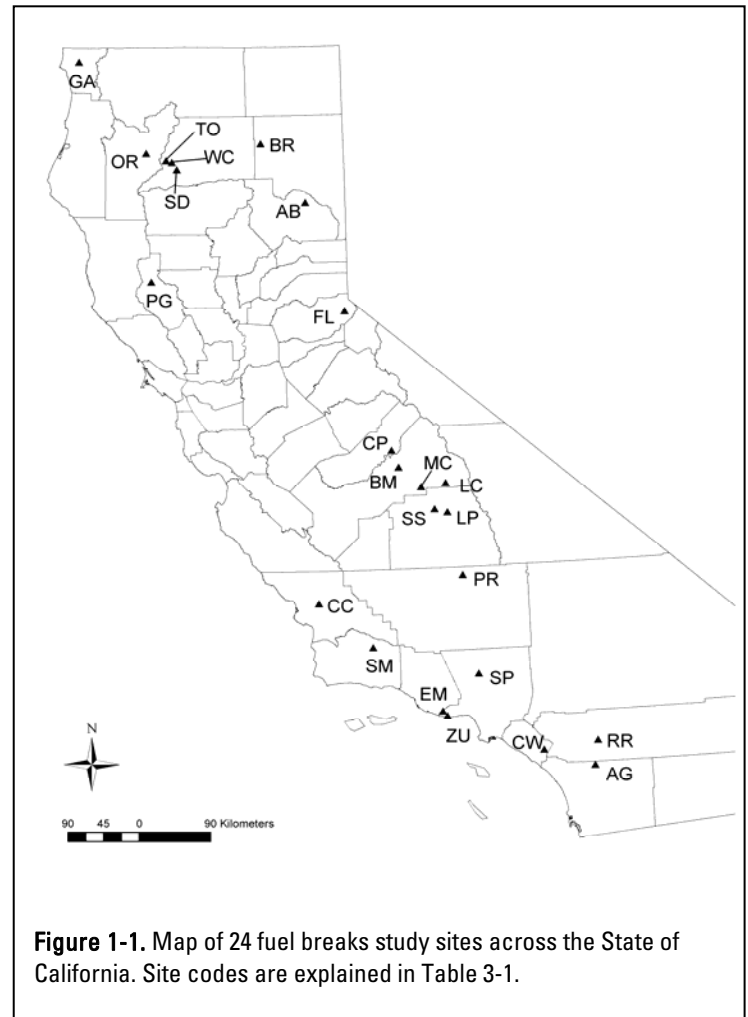 GA
TO
OR
WC
BR
SD
AB
PG
FL
CP
MC
BM
LC
SS
LP
PR
CC
SM
SP
EM
ZU
CW
RR
AG
N
90 45 0 90 Kilometers
Figure 1-1. Map of 24 fuel breaks study sites across the State of
California. Site codes are explained in Table 3-1.